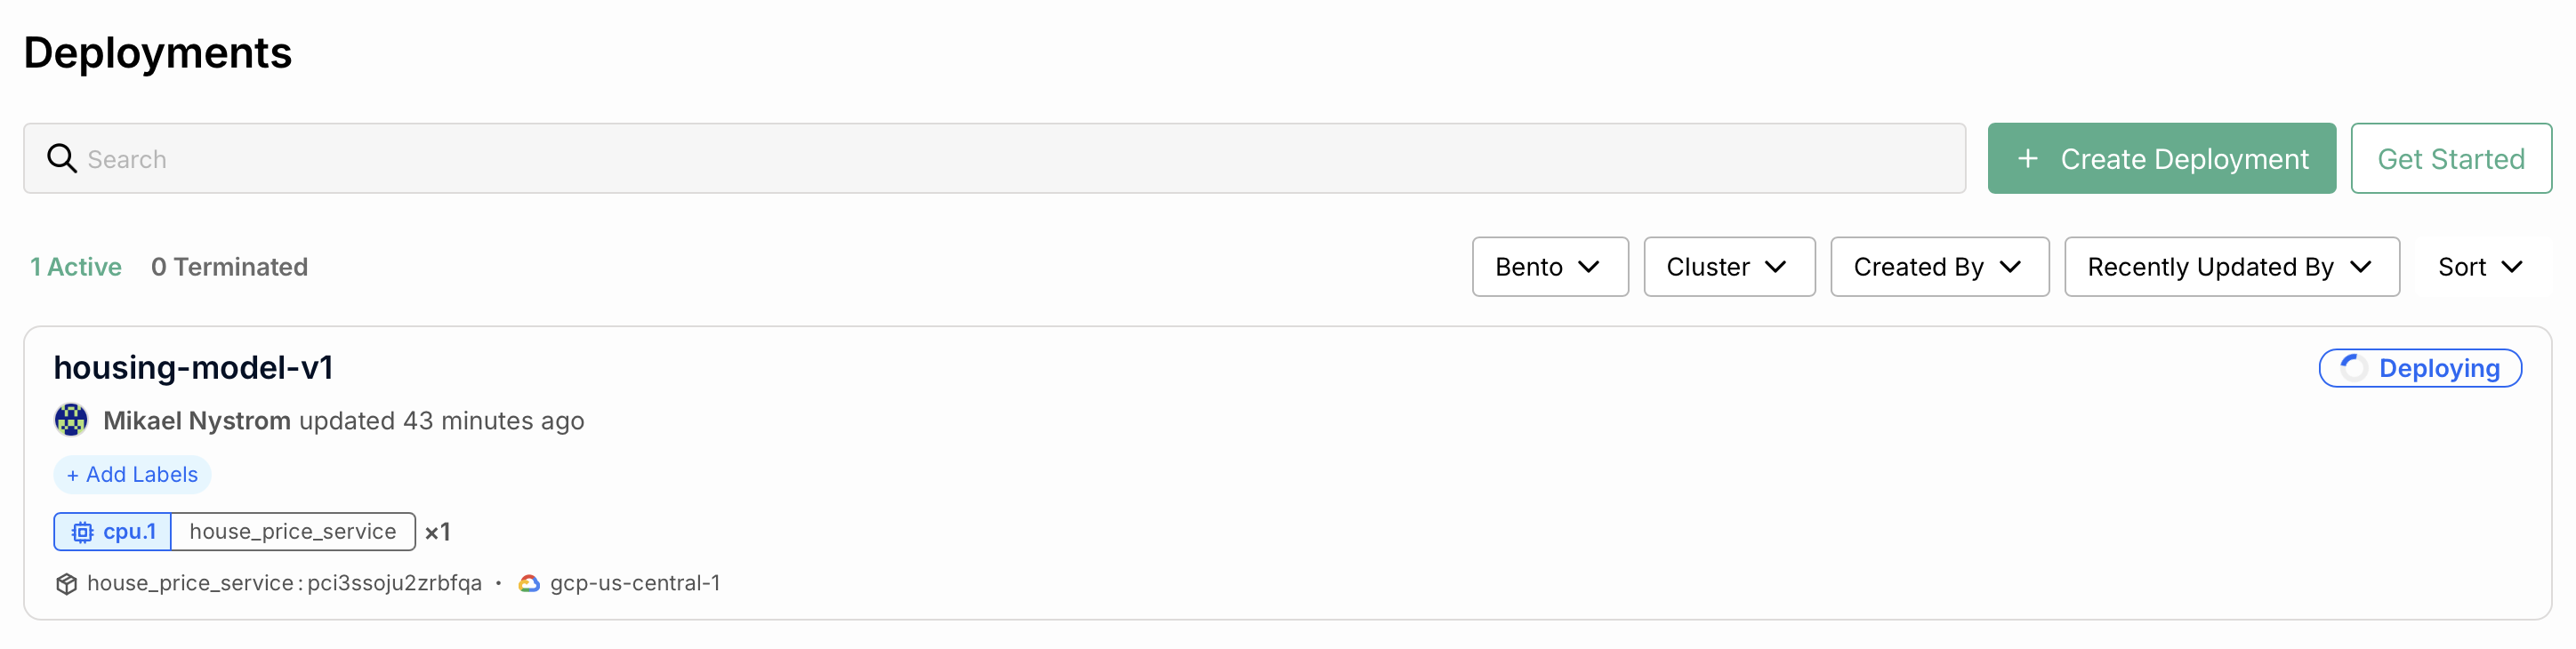 Deployments
Search
+ Create Deployment
Get Started
1 Active 0 Terminated
Bento
Cluster
Created By
Recently Updated By
Sort
housing-model-v1
Deploying
Mikael Nystrom updated 43 minutes ago
+ Add Labels
cpu.1 house_price_service ×1
house_price_service:pci3ssoju2zrbfqa • gcp-us-central-1